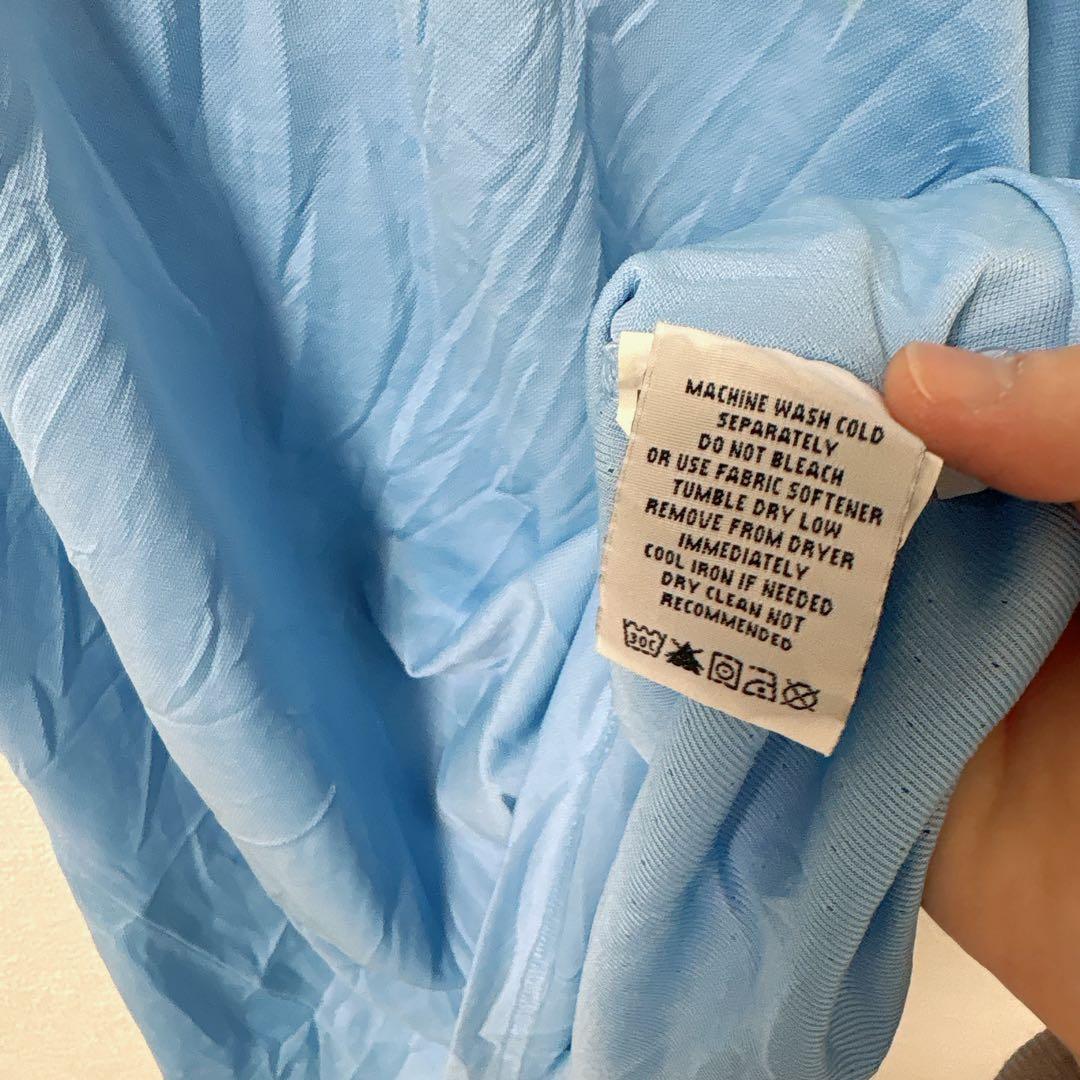 MACHINE WASH COLD
SEPARATELY
DO NOT BLEACH
OR USE FABRIC SOFTENER
TUMBLE DRY LOW
REMOVE FROM DRYER
IMMEDIATELY
COOL IRON IF NEEDED
DRY CLEAN NOT
RECOMMENDED
30C